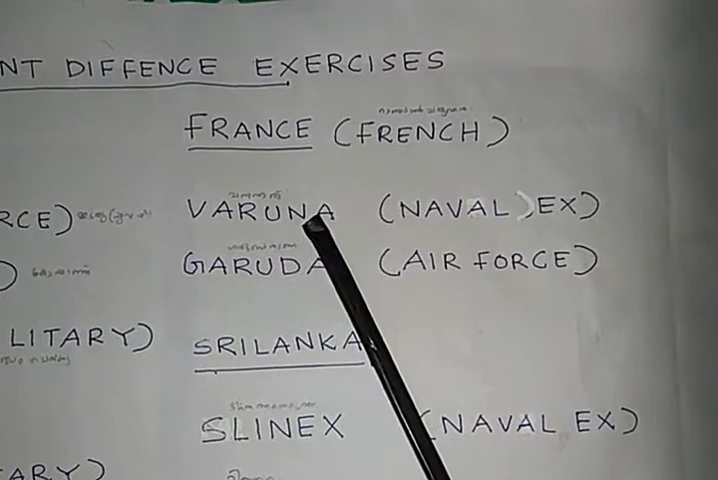 NT DIFFENCE EXERCISES
FRANCE (FRENCH)
RCE) VARUNA (NAVAL) EX)
) GARUDA (AIR FORCE)
LITARY) SRILANKA
SLINEX (NAVAL EX)
ARY)